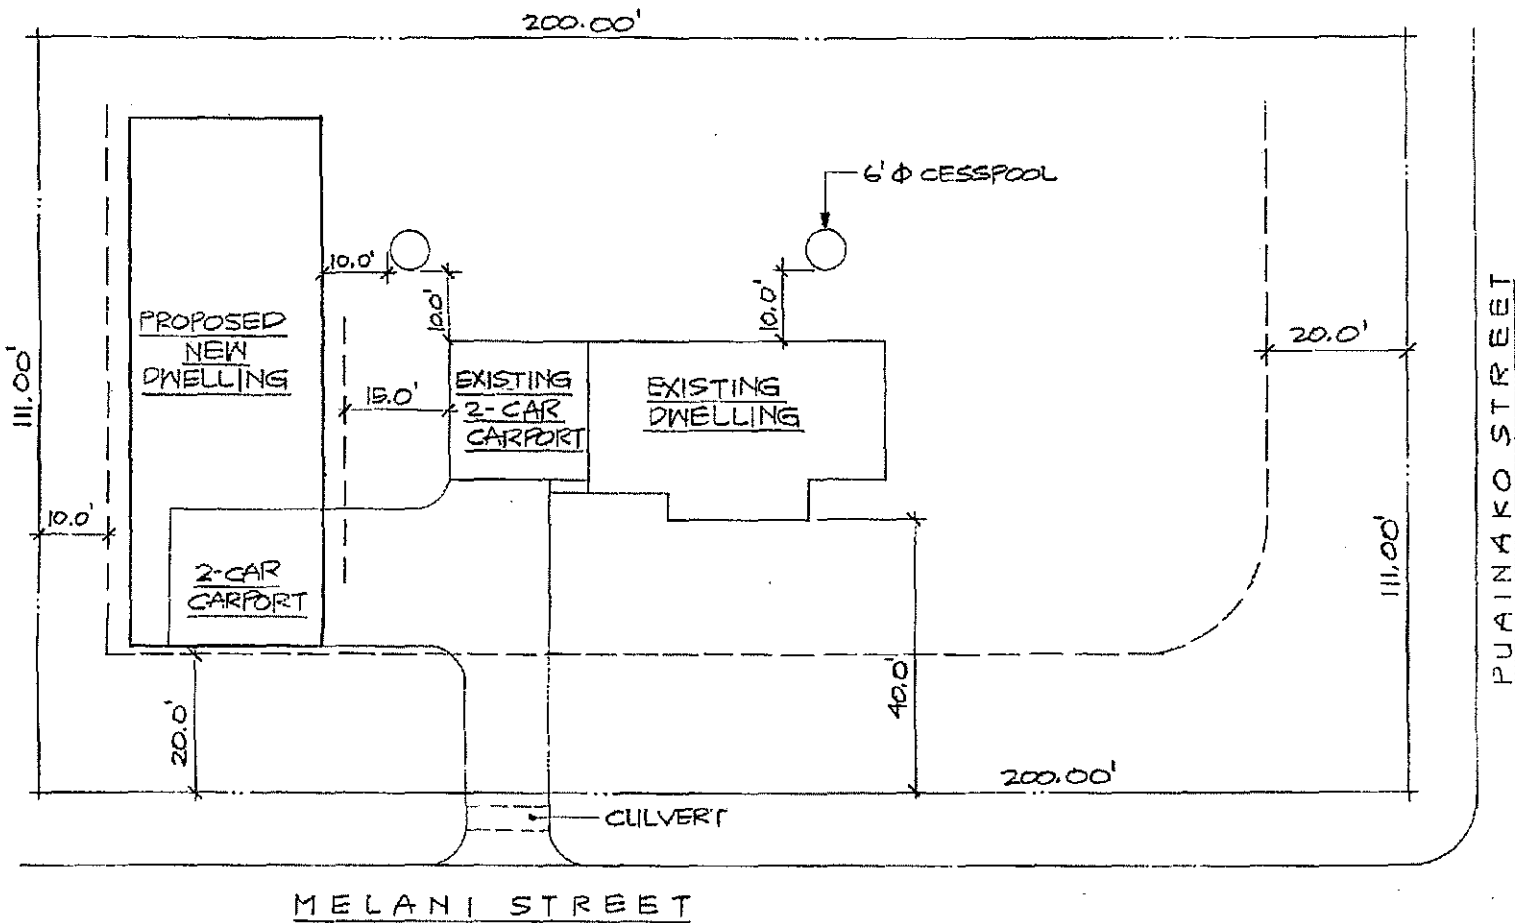 200.00'
6' Φ CESSPOOL
10.0'
10.0'
10.0'
PROPOSED
NEW
DWELLING
15.0'
EXISTING
2-CAR
CARPORT
EXISTING
DWELLING
20.0'
111.00'
10.0'
2-CAR
CARPORT
111.00'
PUAINAKO STREET
20.0'
40.0'
200.00'
CULVERT
MELANI STREET